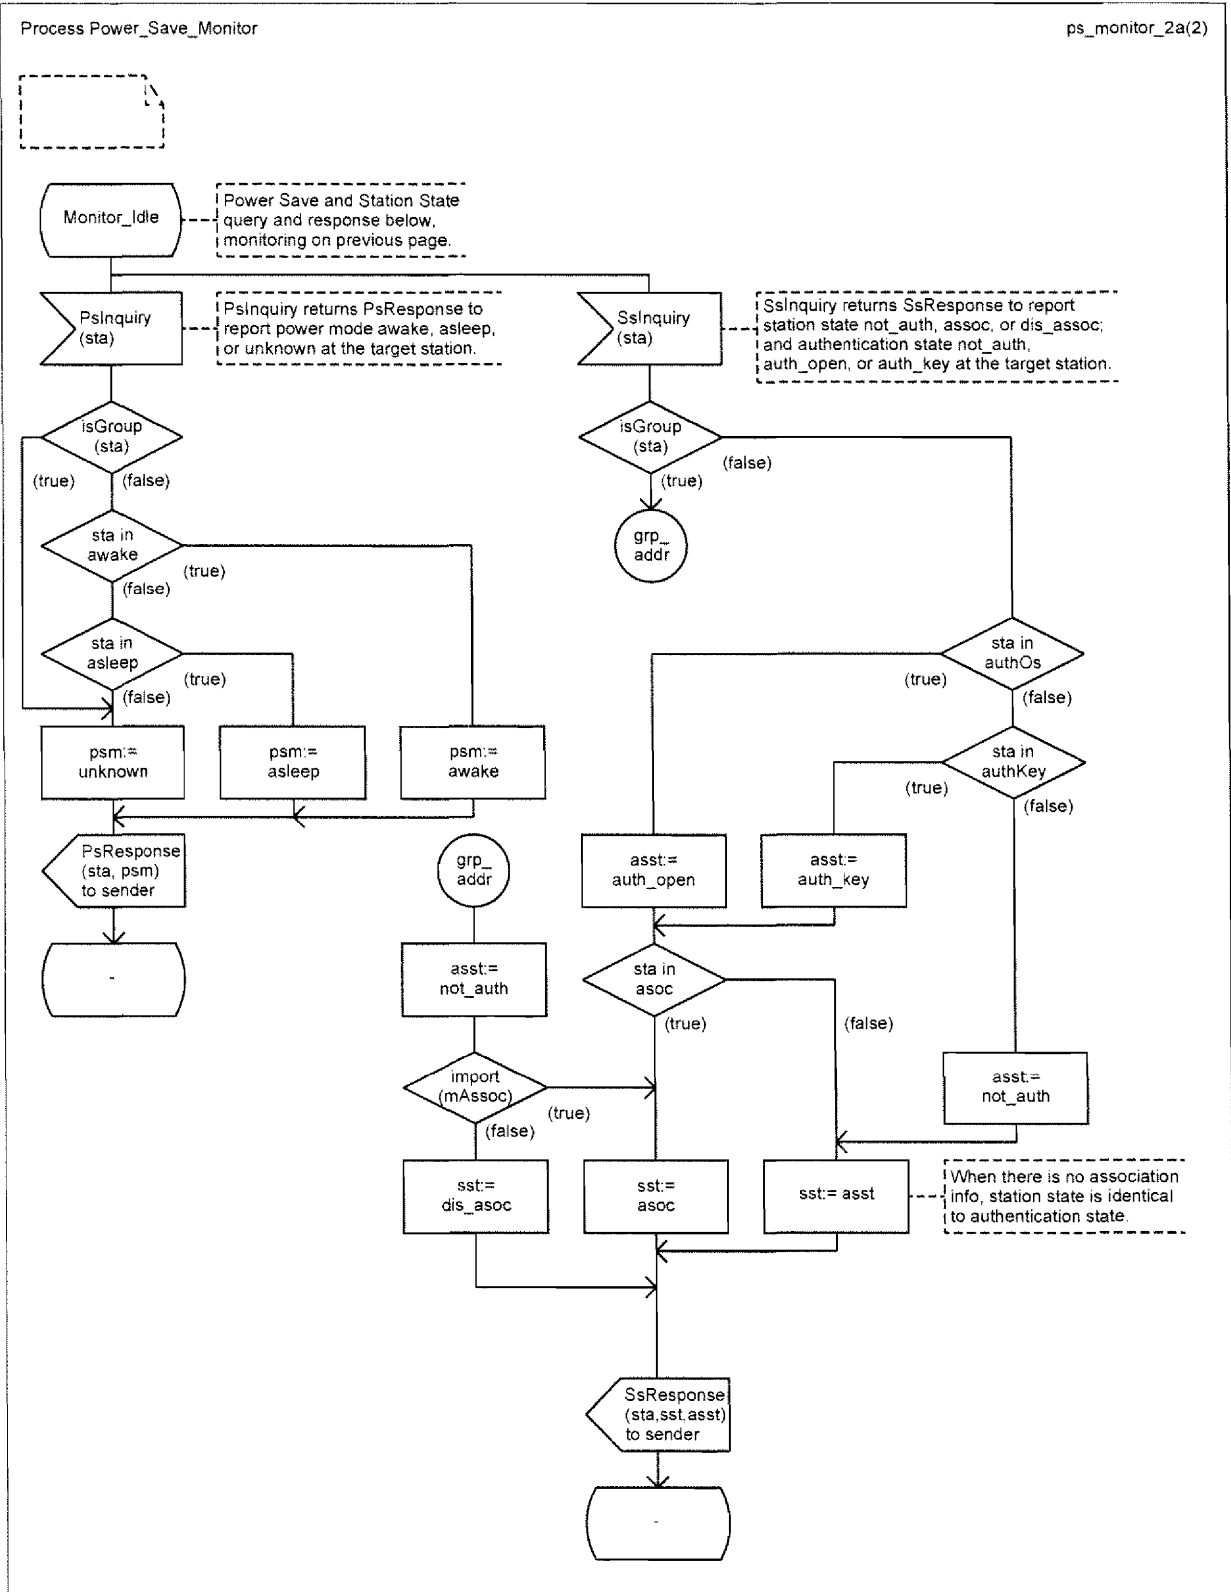 Process Power_Save_Monitor
ps_monitor_2a(2)
Monitor_Idle
Power Save and Station State
query and response below,
monitoring on previous page.
PsInquiry
(sta)
PsInquiry returns PsResponse to
report power mode awake, asleep,
or unknown at the target station.
SsInquiry
(sta)
SsInquiry returns SsResponse to report
station state not_auth, assoc, or dis_assoc;
and authentication state not_auth,
auth_open, or auth_key at the target station.
isGroup
(sta)
(true)
(false)
isGroup
(sta)
(true)
(false)
grp_
addr
sta in
awake
(true)
(false)
sta in
asleep
(true)
(false)
sta in
authOs
(true)
(false)
psm:=
unknown
psm:=
asleep
psm:=
awake
sta in
authKey
(true)
(false)
PsResponse
(sta, psm)
to sender
-
grp_
addr
asst:=
auth_open
asst:=
auth_key
asst:=
not_auth
sta in
asoc
(true)
(false)
import
(mAssoc)
(true)
(false)
asst:=
not_auth
sst:=
dis_asoc
sst:=
asoc
sst:= asst
When there is no association
info, station state is identical
to authentication state.
SsResponse
(sta,sst,asst)
to sender
-